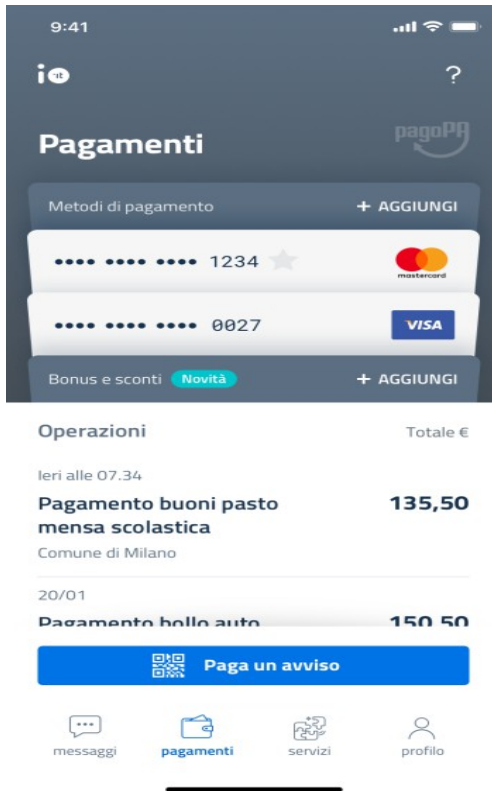 9:41
io it
?
Pagamenti
pagoPA
Metodi di pagamento + AGGIUNGI
•••• •••• •••• 1234
mastercard
•••• •••• •••• 0027
VISA
Bonus e sconti Novità + AGGIUNGI
Operazioni Totale €
Ieri alle 07.34
Pagamento buoni pasto 135,50
mensa scolastica
Comune di Milano
20/01
Pagamento bollo auto 150,50
Paga un avviso
messaggi pagamenti servizi profilo